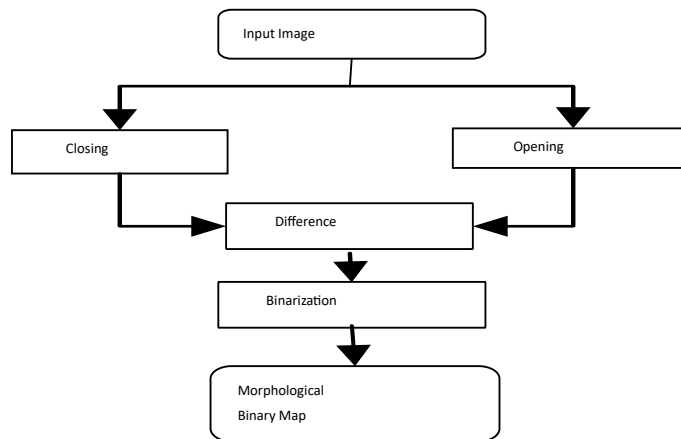 Input Image
Closing
Opening
Difference
Binarization
Morphological
Binary Map